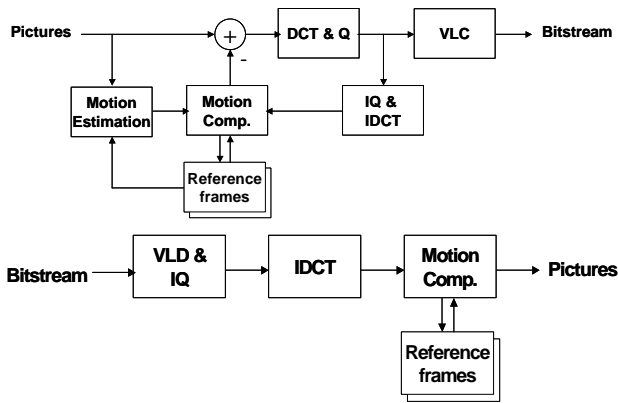 Pictures
+
DCT & Q
VLC
Bitstream
-
Motion
Estimation
Motion
Comp.
IQ &
IDCT
Reference
frames
Bitstream
VLD &
IQ
IDCT
Motion
Comp.
Pictures
Reference
frames